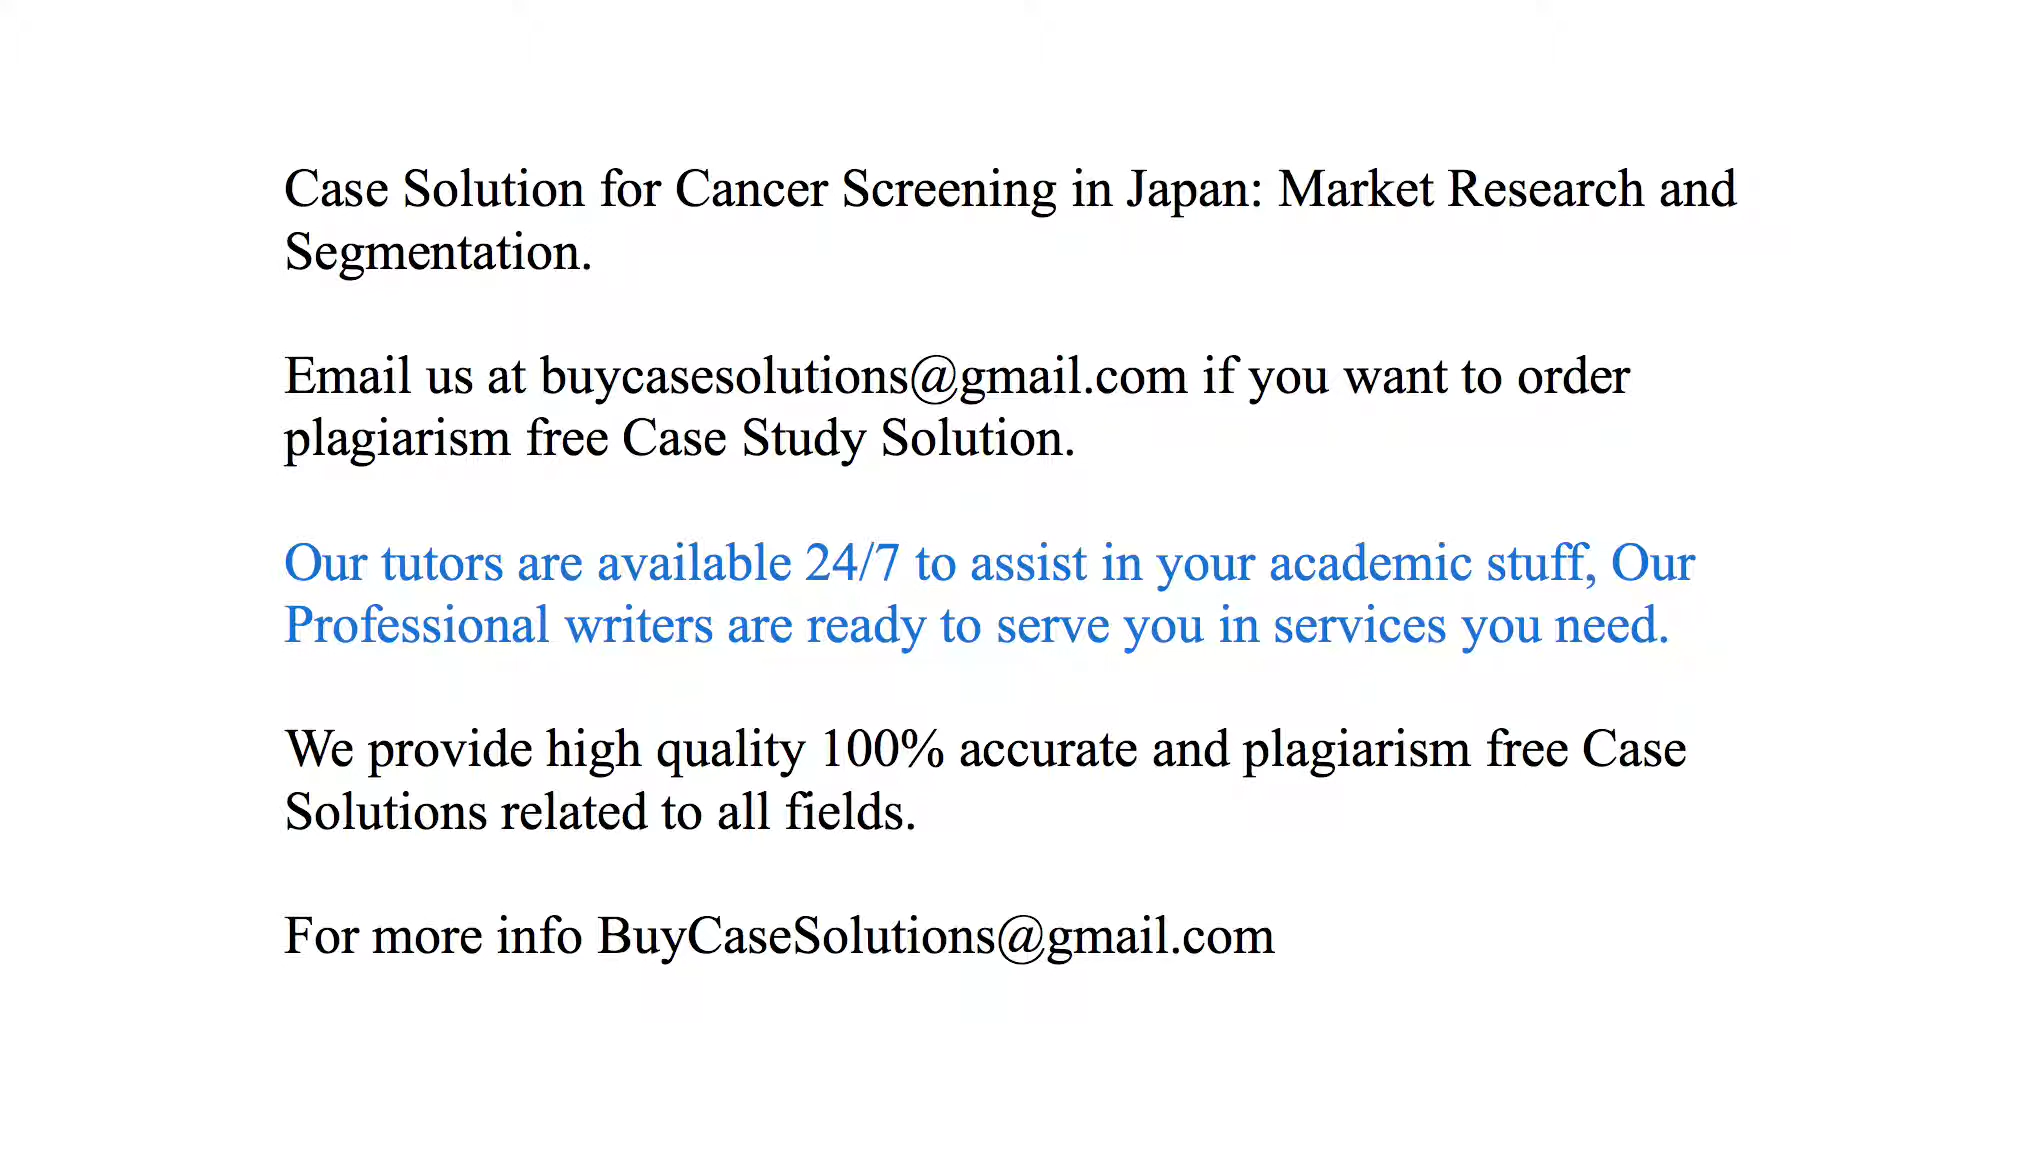 Case Solution for Cancer Screening in Japan: Market Research and
Segmentation.
Email us at buycasesolutions@gmail.com if you want to order
plagiarism free Case Study Solution.
Our tutors are available 24/7 to assist in your academic stuff, Our
Professional writers are ready to serve you in services you need.
We provide high quality 100% accurate and plagiarism free Case
Solutions related to all fields.
For more info BuyCaseSolutions@gmail.com